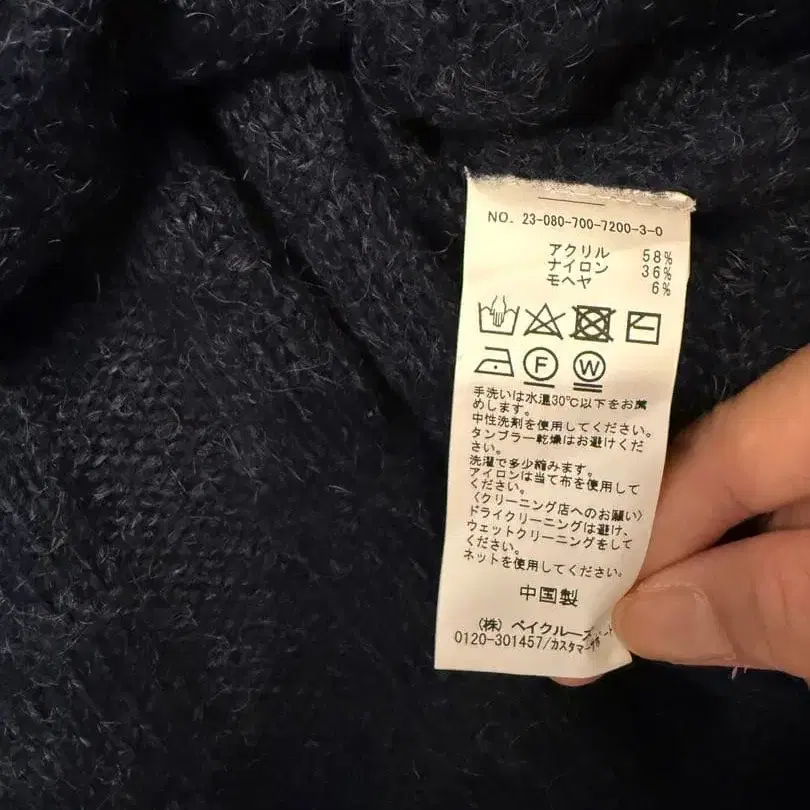 NO. 23-080-700-7200-3-0
アクリル 58%
ナイロン 36%
モヘヤ 6%
F W
手洗いは水温30℃以下をお薦
めします。
中性洗剤を使用してください。
タンブラー乾燥はお避けくだ
さい。
洗濯で多少縮みます。
アイロンは当て布を使用して
ください。
〈クリーニング店へのお願い〉
ドライクリーニングは避け、
ウェットクリーニングをして
ください。
ネットを使用してください。
中国製
(株) ベイクルーズ
0120-301457/カスタマー